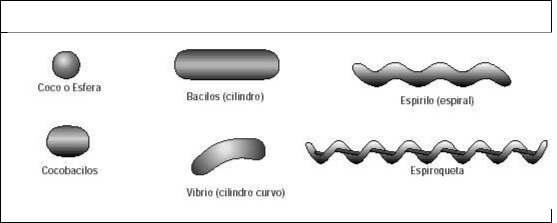 Coco o Esfera
Bacilos (cilindro)
Espirilo (espiral)
Cocobacilos
Vibrio (cilindro curvo)
Espiroqueta